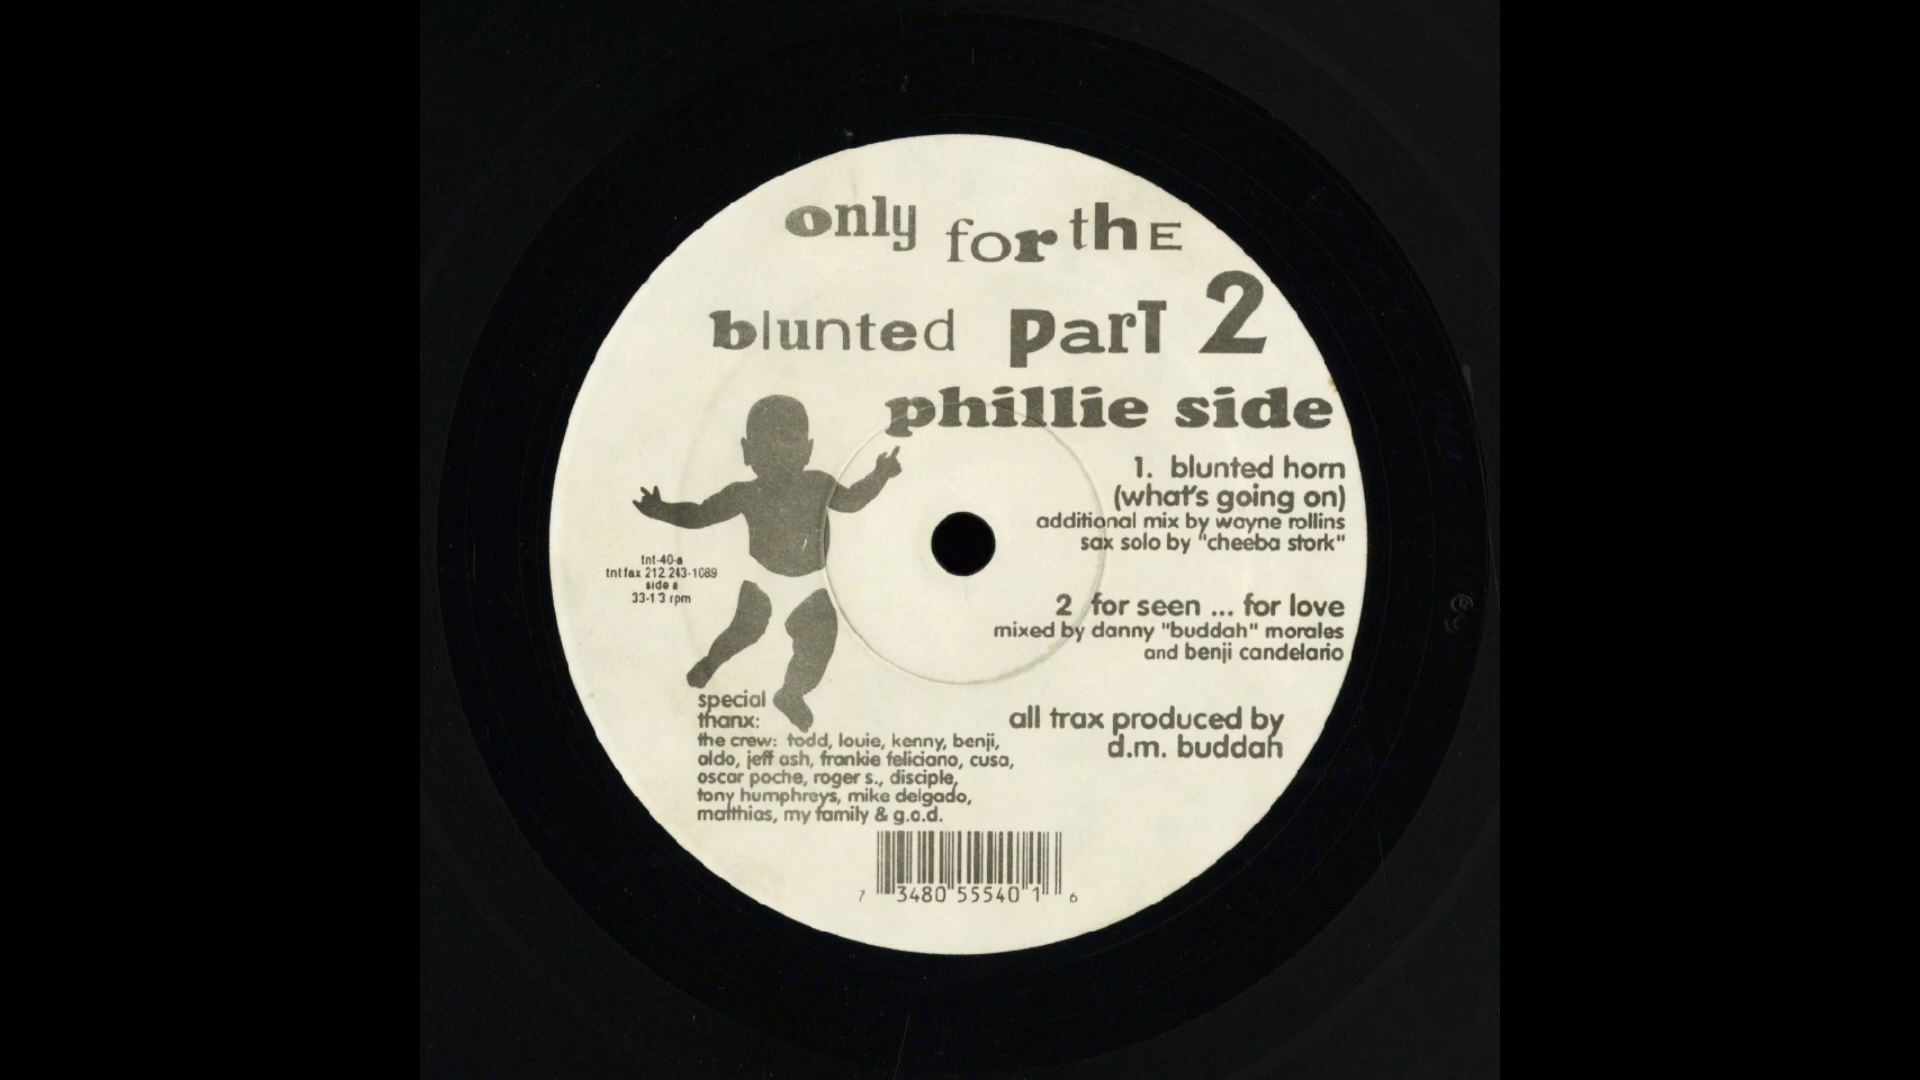 only for thE
blunted parT 2
phillie side
1. blunted horn
(what's going on)
additional mix by wayne rollins
sax solo by "cheeba stork"
2 for seen ... for love
mixed by danny "buddah" morales
and benji candelario
all trax produced by
d.m. buddah
tnt-40-a
tnt fax 212 243-1089
side a
33-1 3 rpm
special
thanx:
the crew: todd, louie, kenny, benji,
aldo, jeff ash, frankie feliciano, cusa,
oscar poche, roger s., disciple,
tony humphreys, mike delgado,
matthias, my family & g.o.d.
7 34805 55401 6